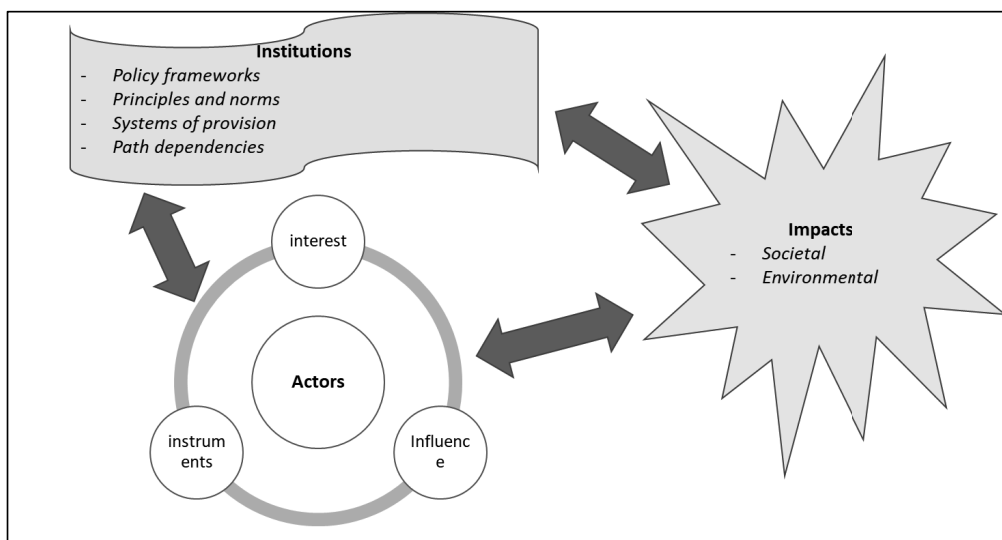 Institutions
- Policy frameworks
- Principles and norms
- Systems of provision
- Path dependencies
interest
Impacts
- Societal
- Environmental
Actors
instrum
ents
Influenc
e